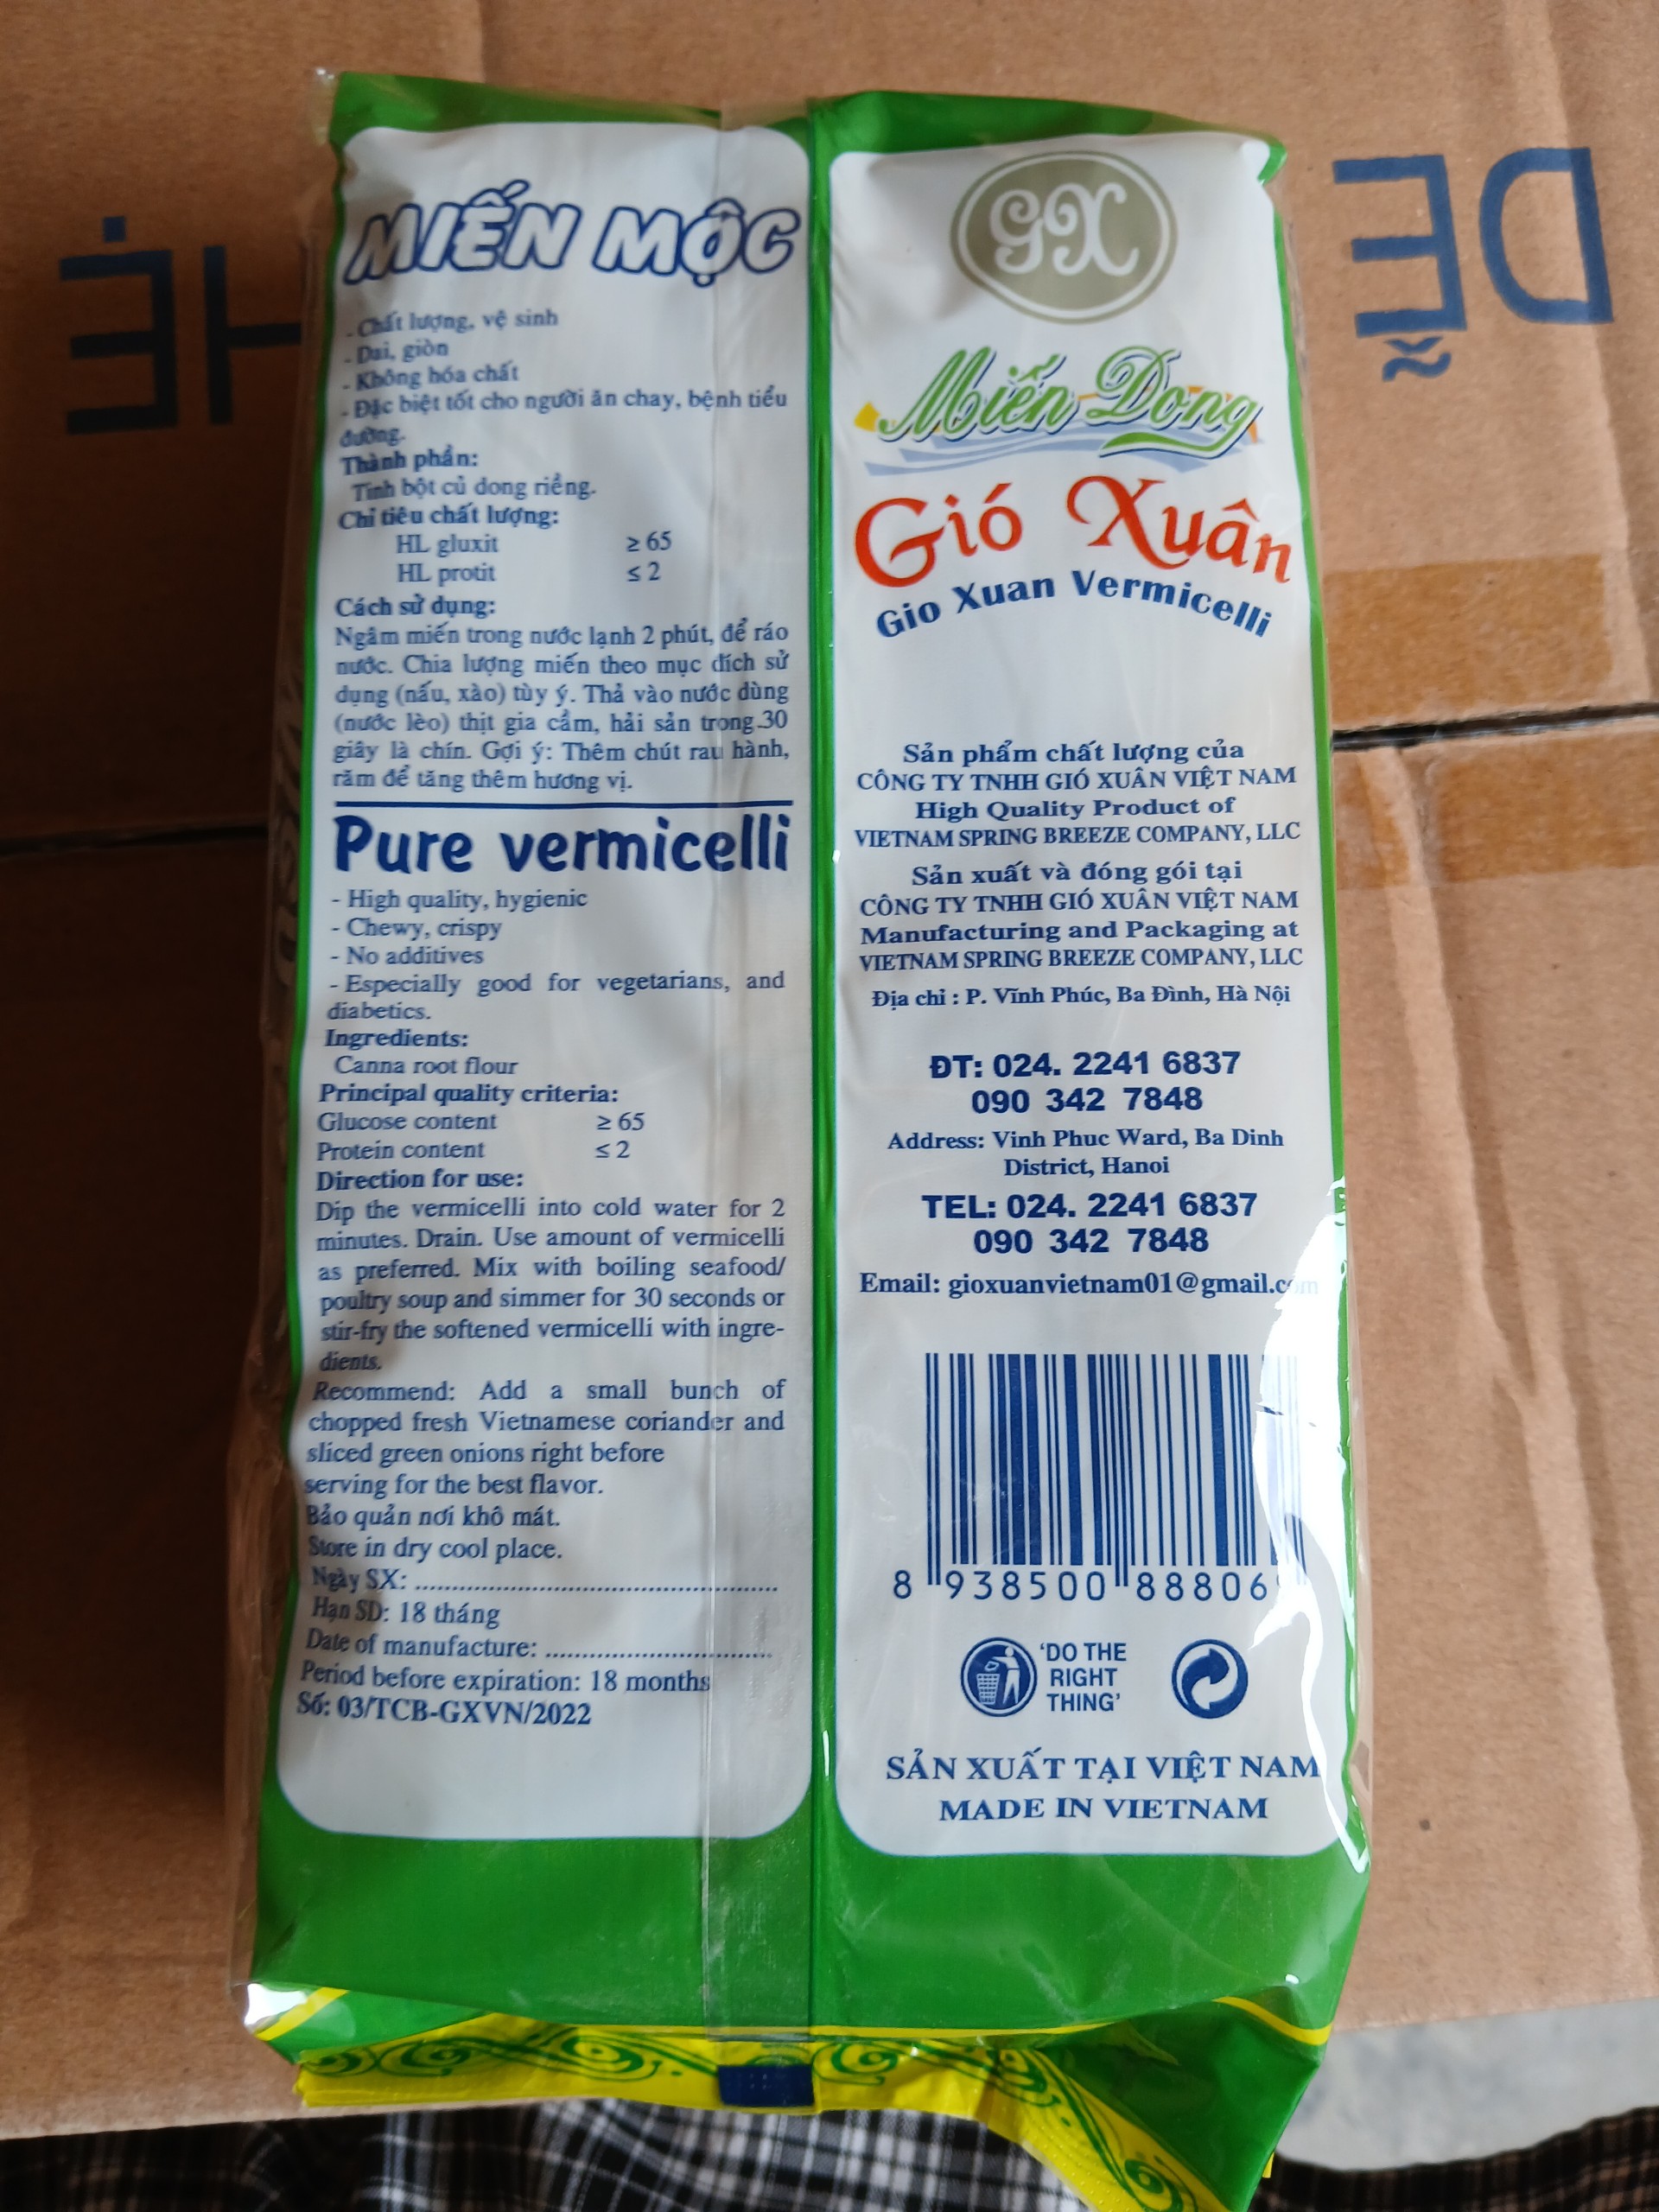 MIẾN MỘC
- Chất lượng, vệ sinh
- Dai, giòn
- Không hóa chất
- Đặc biệt tốt cho người ăn chay, bệnh tiểu
đường.
Thành phần:
Tinh bột củ dong riềng.
Chỉ tiêu chất lượng:
HL gluxit ≥ 65
HL protit ≤ 2
Cách sử dụng:
Ngâm miến trong nước lạnh 2 phút, để ráo
nước. Chia lượng miến theo mục đích sử
dụng (nấu, xào) tùy ý. Thả vào nước dùng
(nước lèo) thịt gia cầm, hải sản trong 30
giây là chín. Gợi ý: Thêm chút rau hành,
răm để tăng thêm hương vị.
Pure vermicelli
- High quality, hygienic
- Chewy, crispy
- No additives
- Especially good for vegetarians, and
diabetics.
Ingredients:
Canna root flour
Principal quality criteria:
Glucose content ≥ 65
Protein content ≤ 2
Direction for use:
Dip the vermicelli into cold water for 2
minutes. Drain. Use amount of vermicelli
as preferred. Mix with boiling seafood/
poultry soup and simmer for 30 seconds or
stir-fry the softened vermicelli with ingre-
dients.
Recommend: Add a small bunch of
chopped fresh Vietnamese coriander and
sliced green onions right before
serving for the best flavor.
Bảo quản nơi khô mát.
Store in dry cool place.
Ngày SX: ..........
Hạn SD: 18 tháng
Date of manufacture: ..........
Period before expiration: 18 months
Số: 03/TCB-GXVN/2022
GX
Miến Dong
Gió Xuân
Gio Xuan Vermicelli
Sản phẩm chất lượng của
CÔNG TY TNHH GIÓ XUÂN VIỆT NAM
High Quality Product of
VIETNAM SPRING BREEZE COMPANY, LLC
Sản xuất và đóng gói tại
CÔNG TY TNHH GIÓ XUÂN VIỆT NAM
Manufacturing and Packaging at
VIETNAM SPRING BREEZE COMPANY, LLC
Địa chỉ : P. Vĩnh Phúc, Ba Đình, Hà Nội
ĐT: 024. 2241 6837
090 342 7848
Address: Vinh Phuc Ward, Ba Dinh
District, Hanoi
TEL: 024. 2241 6837
090 342 7848
Email: gioxuanvietnam01@gmail.com
8 938500 88806
'DO THE
RIGHT
THING'
SẢN XUẤT TẠI VIỆT NAM
MADE IN VIETNAM
DỄ